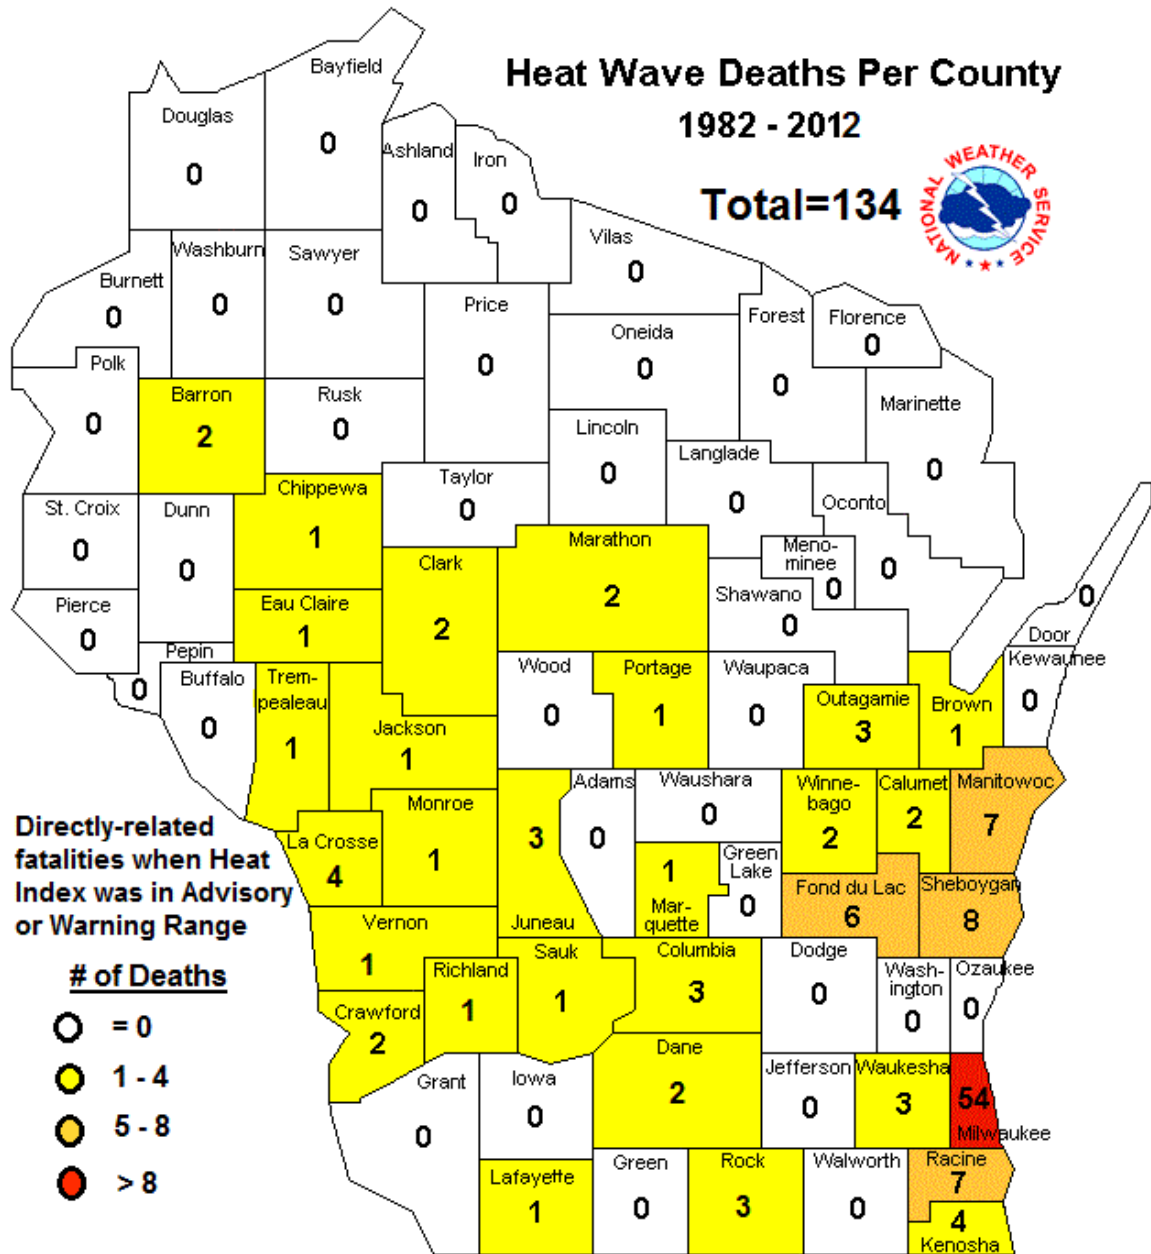 Heat Wave Deaths Per County
1982 - 2012
Total=134
NATIONAL WEATHER SERVICE
Bayfield
0
Douglas
0
Ashland
0
Iron
0
Vilas
0
Washburn
0
Sawyer
0
Burnett
0
Price
0
Oneida
0
Forest
0
Florence
0
Polk
0
Barron
2
Rusk
0
Lincoln
0
Marinette
0
Langlade
0
Taylor
0
Chippewa
1
St. Croix
0
Dunn
0
Oconto
0
Marathon
2
Clark
2
Meno-
minee
0
Shawano
0
Pierce
0
Eau Claire
1
Door
0
Pepin
0
Buffalo
0
Trem-
pealeau
1
Jackson
1
Wood
0
Portage
1
Waupaca
0
Outagamie
3
Brown
1
Kewaunee
0
Adams
0
Waushara
0
Winne-
bago
2
Calumet
2
Manitowoc
7
Monroe
1
La Crosse
4
3
Juneau
1
Mar-
quette
Green
Lake
0
Fond du Lac
6
Sheboygan
8
Vernon
1
Richland
1
Sauk
1
Columbia
3
Dodge
0
Wash-
ington
0
Ozaukee
0
Crawford
2
Grant
0
Iowa
0
Dane
2
Jefferson
0
Waukesha
3
54
Milwaukee
Lafayette
1
Green
0
Rock
3
Walworth
0
Racine
7
4
Kenosha
Directly-related
fatalities when Heat
Index was in Advisory
or Warning Range
# of Deaths
= 0
1 - 4
5 - 8
> 8